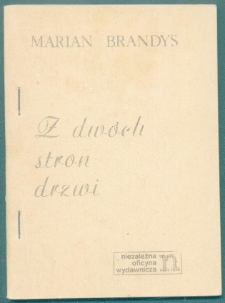 MARIAN BRANDYS
Z dwóch
stron
drzwi
niezależna
oficyna
wydawnicza
n